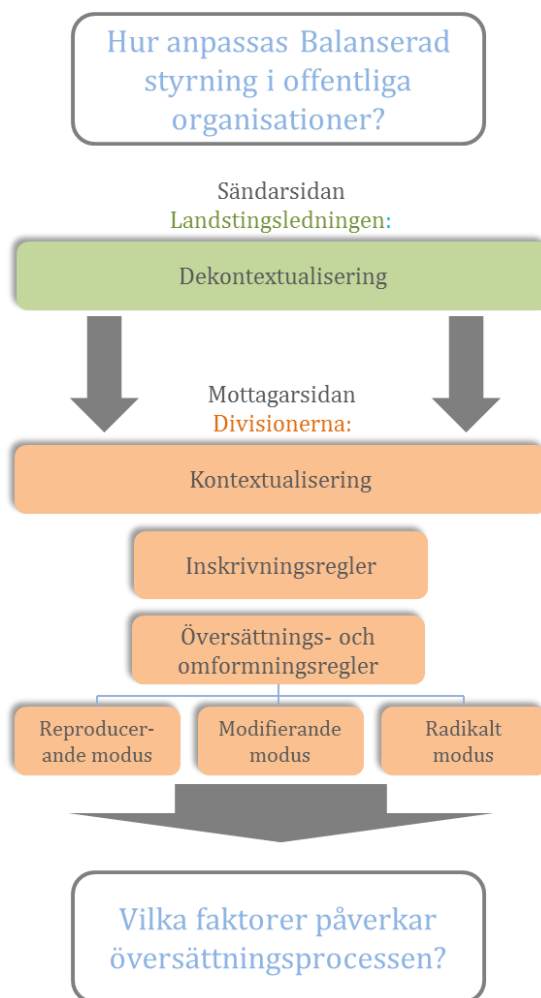 Hur anpassas Balanserad
styrning i offentliga
organisationer?
Sändarsidan
Landstingsledningen:
Dekontextualisering
Mottagarsidan
Divisionerna:
Kontextualisering
Inskrivningsregler
Översättnings- och
omformningsregler
Reproducer-
ande modus
Modifierande
modus
Radikalt
modus
Vilka faktorer påverkar
översättningsprocessen?